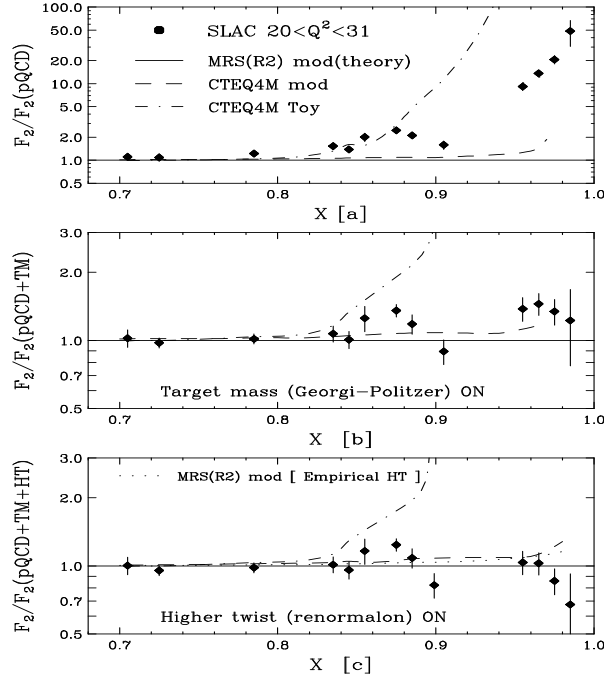 100.0
50.0
10.0
5.0
2.0
1.0
0.5
F₂/F₂(pQCD)
SLAC 20<Q^2<31
MRS(R2) mod(theory)
CTEQ4M mod
CTEQ4M Toy
0.7 0.8 0.9 1.0
X [a]
3.0
2.0
1.0
0.7
0.5
F₂/F₂(pQCD+TM)
Target mass (Georgi-Politzer) ON
0.7 0.8 0.9 1.0
X [b]
3.0
2.0
1.0
0.7
0.5
F₂/F₂(pQCD+TM+HT)
MRS(R2) mod [ Empirical HT ]
Higher twist (renormalon) ON
0.7 0.8 0.9 1.0
X [c]